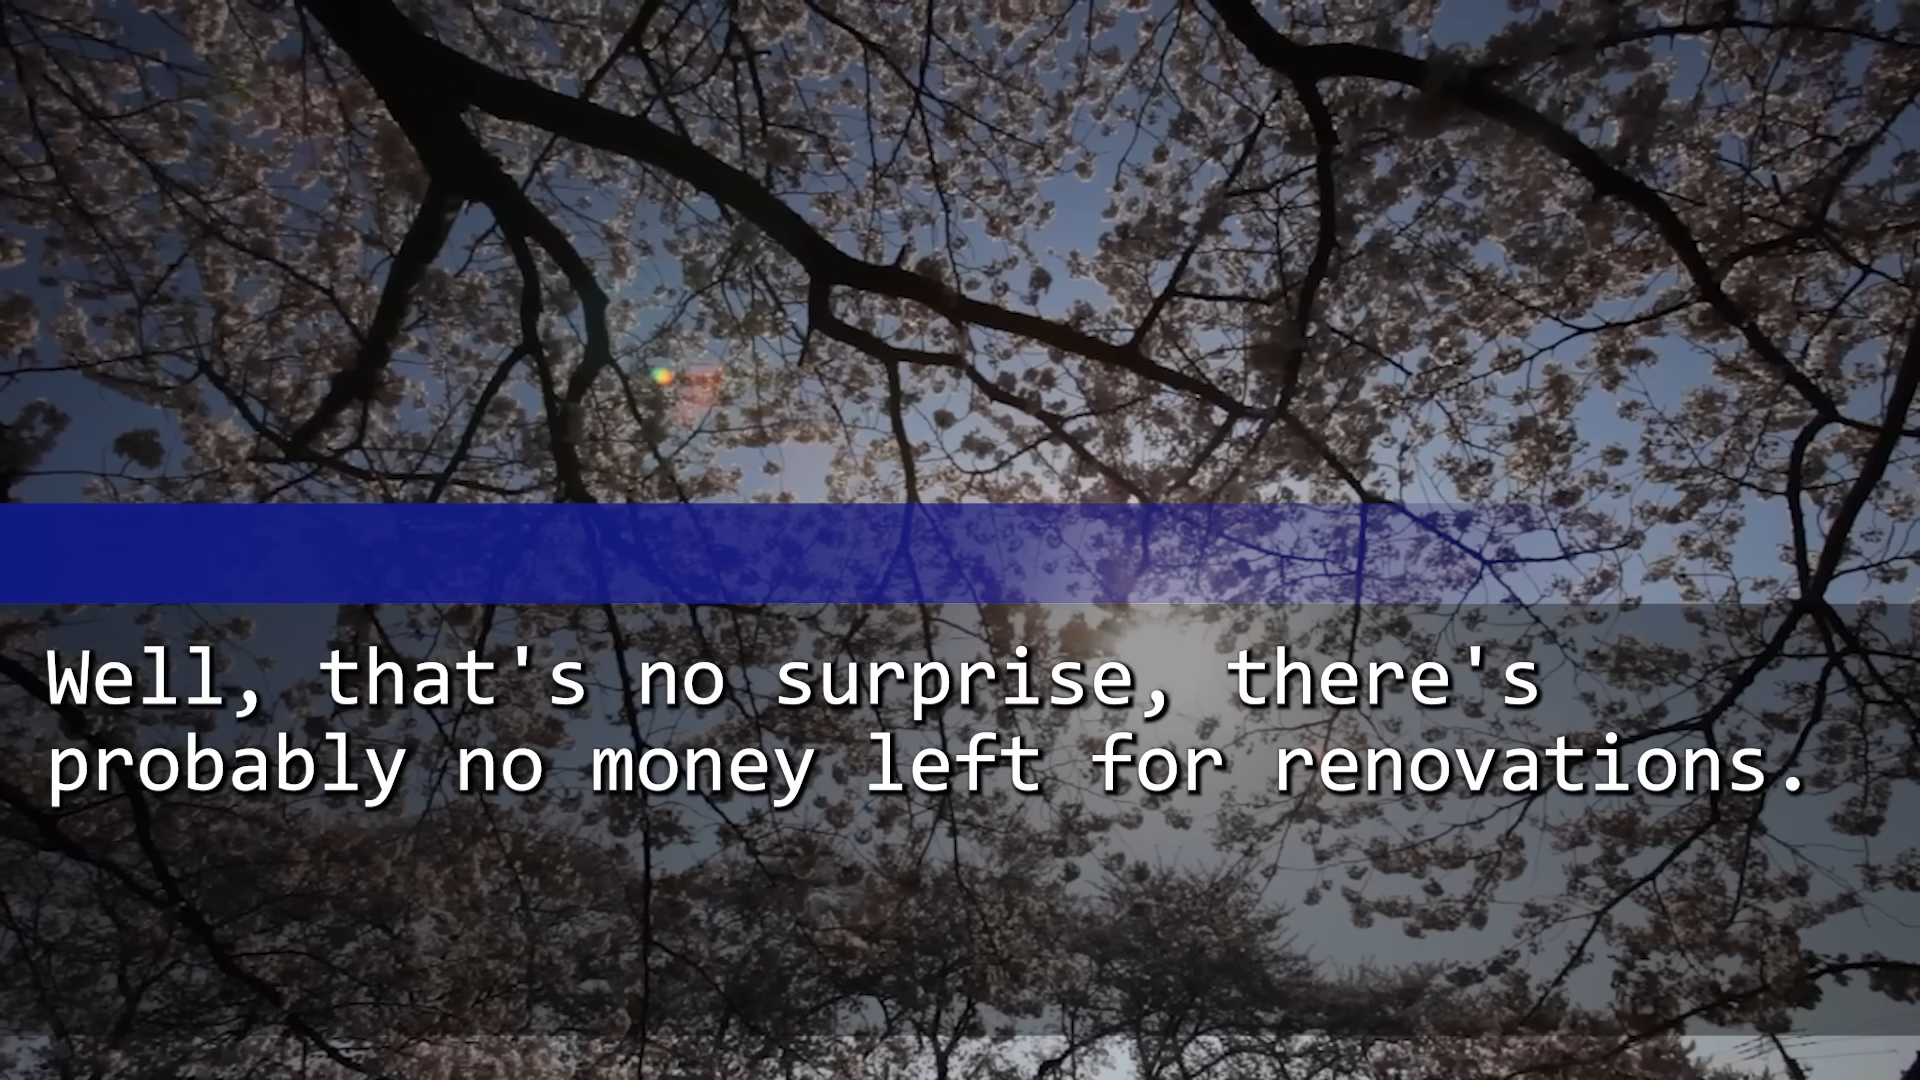 Well, that's no surprise, there's
probably no money left for renovations.